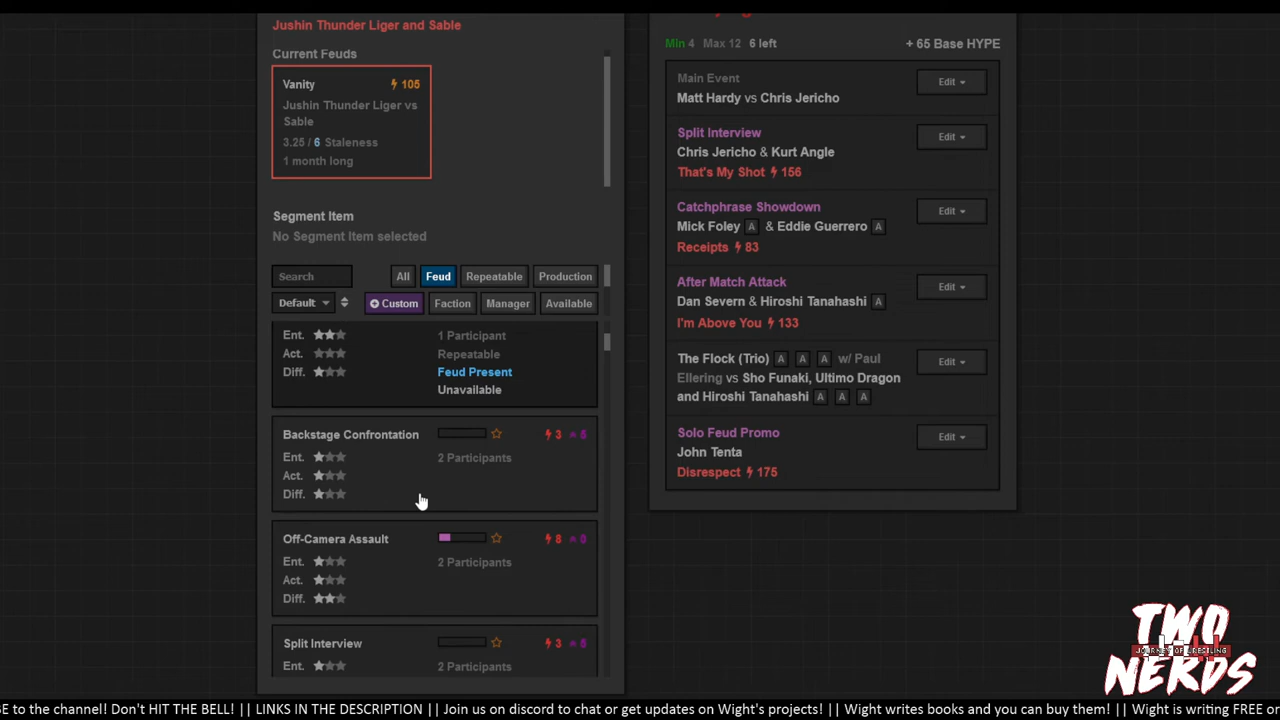 Jushin Thunder Liger and Sable
Current Feuds
Vanity 105
Jushin Thunder Liger vs
Sable
3.25 / 6 Staleness
1 month long
Segment Item
No Segment Item selected
Search All Feud Repeatable Production
Default Custom Faction Manager Available
Ent. 1 Participant
Act. Repeatable
Diff. Feud Present
Unavailable
Backstage Confrontation 3 6
Ent. 2 Participants
Act.
Diff.
Off-Camera Assault 8 0
Ent. 2 Participants
Act.
Diff.
Split Interview 3 6
Ent. 2 Participants
Min 4 Max 12 6 left + 65 Base HYPE
Main Event Edit
Matt Hardy vs Chris Jericho
Split Interview Edit
Chris Jericho & Kurt Angle
That's My Shot 156
Catchphrase Showdown Edit
Mick Foley A & Eddie Guerrero A
Receipts 83
After Match Attack Edit
Dan Severn & Hiroshi Tanahashi A
I'm Above You 133
The Flock (Trio) A A A w/ Paul Edit
Ellering vs Sho Funaki, Ultimo Dragon
and Hiroshi Tanahashi A A A
Solo Feud Promo Edit
John Tenta
Disrespect 175
TWO
JOURNEY OF WRESTLING
NERDS
BE to the channel! Don't HIT THE BELL! || LINKS IN THE DESCRIPTION || Join us on discord to chat or get updates on Wight's projects! || Wight writes books and you can buy them! || Wight is writing FREE or